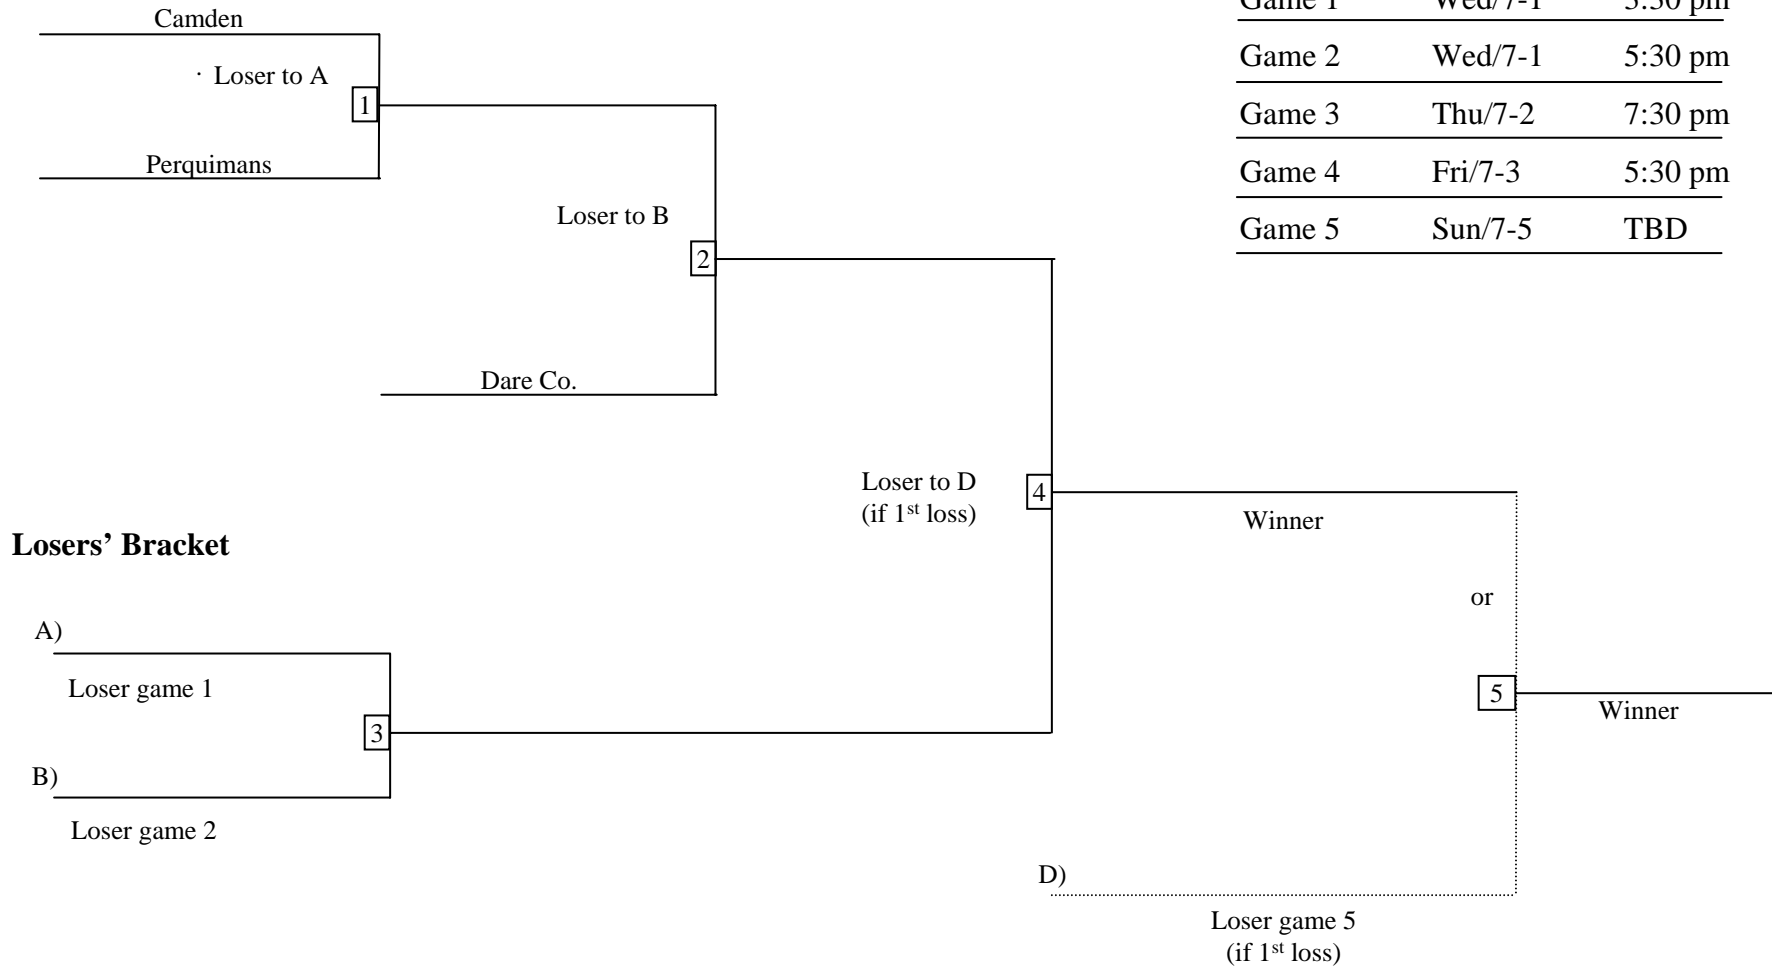 Camden
Game 1 Wed/7-1
· Loser to A
Game 2 Wed/7-1 5:30 pm
1
Game 3 Thu/7-2 7:30 pm
Perquimans
Game 4 Fri/7-3 5:30 pm
Loser to B
Game 5 Sun/7-5 TBD
2
Dare Co.
Loser to D
(if 1st loss)
4
Winner
Losers’ Bracket
or
A)
Loser game 1
5
Winner
3
B)
Loser game 2
D)
Loser game 5
(if 1st loss)